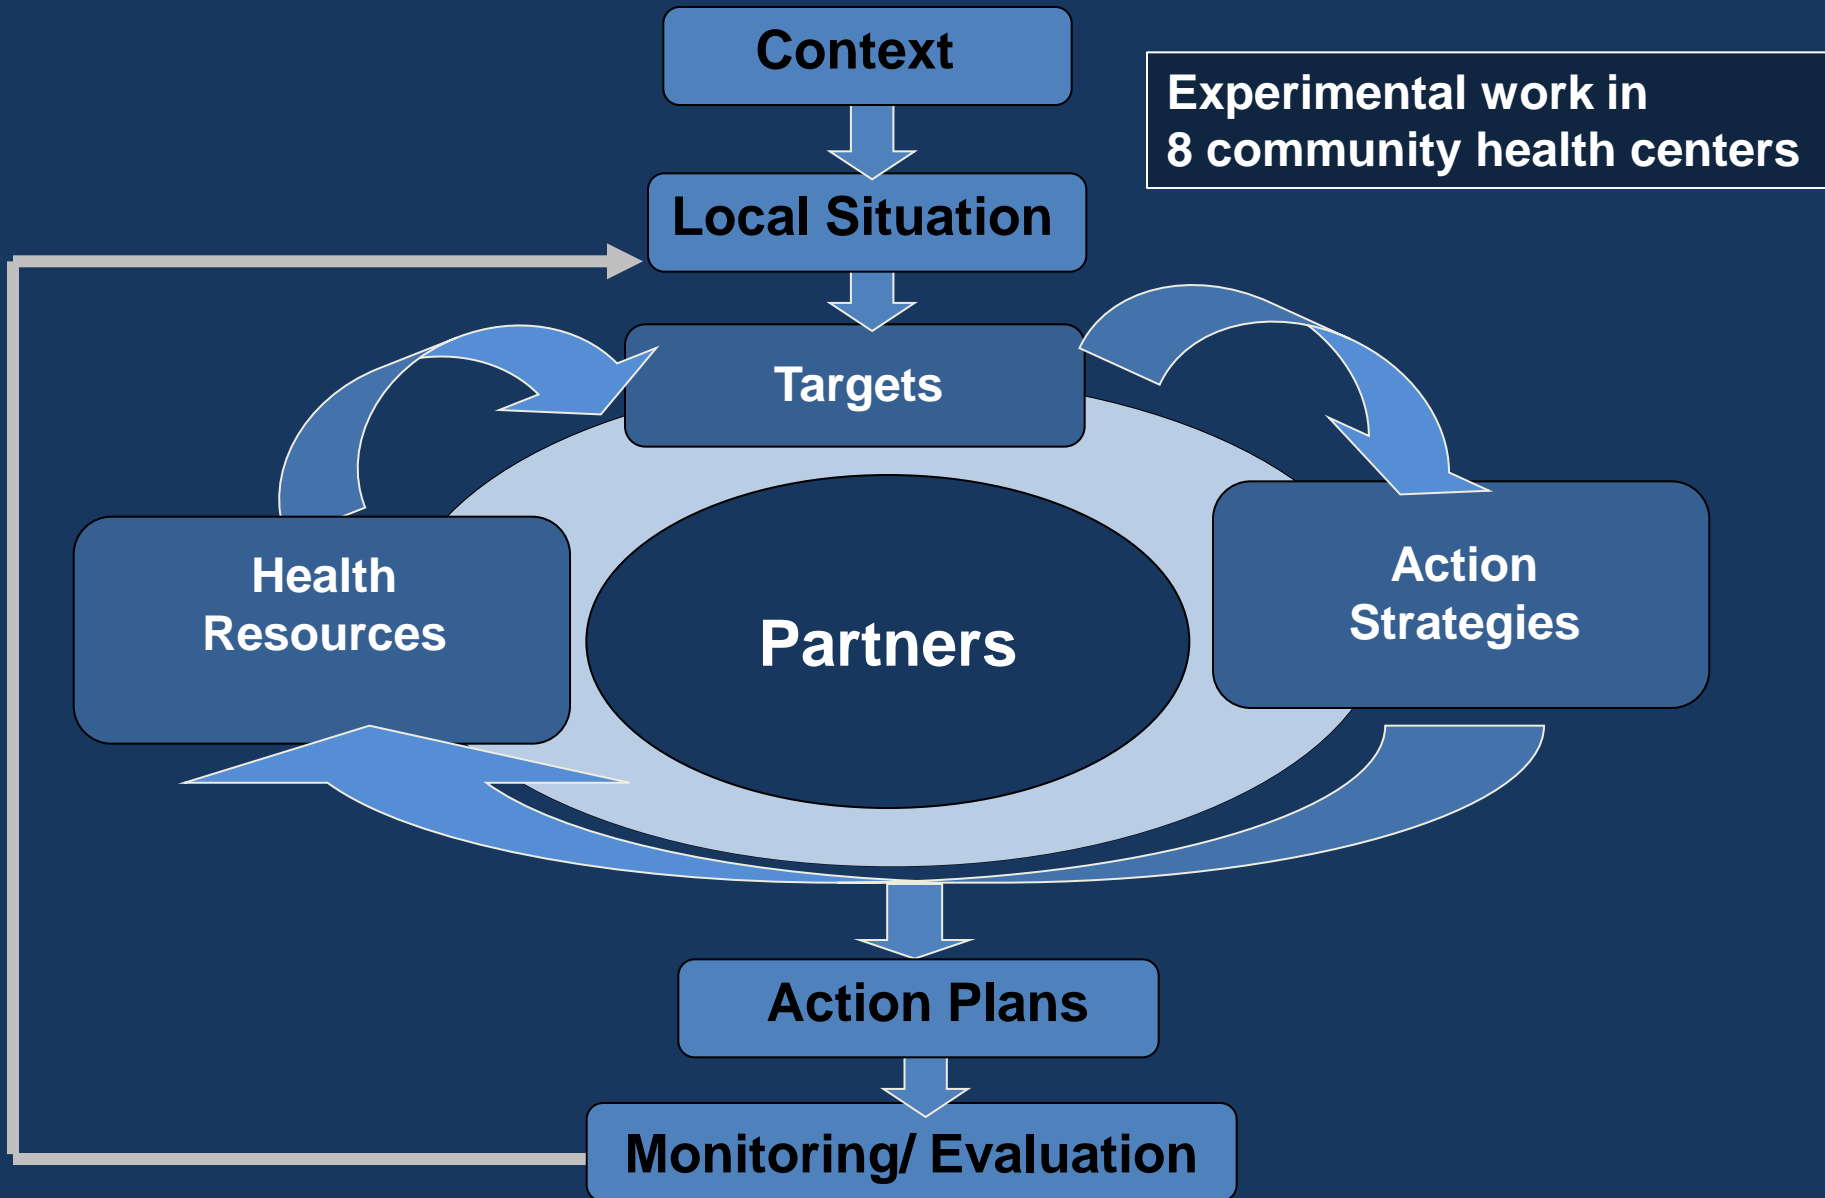 Context
Experimental work in
8 community health centers
Local Situation
Targets
Health
Resources
Partners
Action
Strategies
Action Plans
Monitoring/ Evaluation